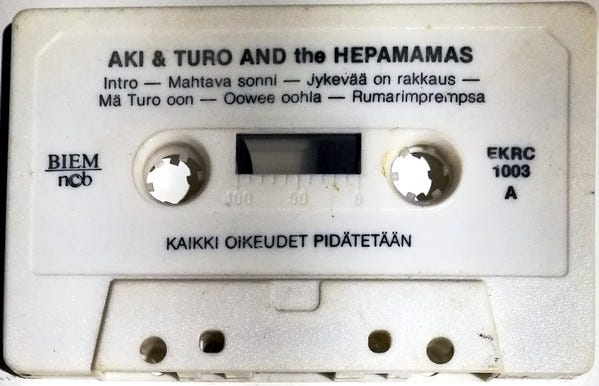 AKI & TURO AND the HEPAMAMAS
Intro — Mahtava sonni — Jykevää on rakkaus —
Mä Turo oon — Oowee oohla — Rumarimprempsa
BIEM
ncb
EKRC
1003
A
100 50 0
KAIKKI OIKEUDET PIDÄTETÄÄN